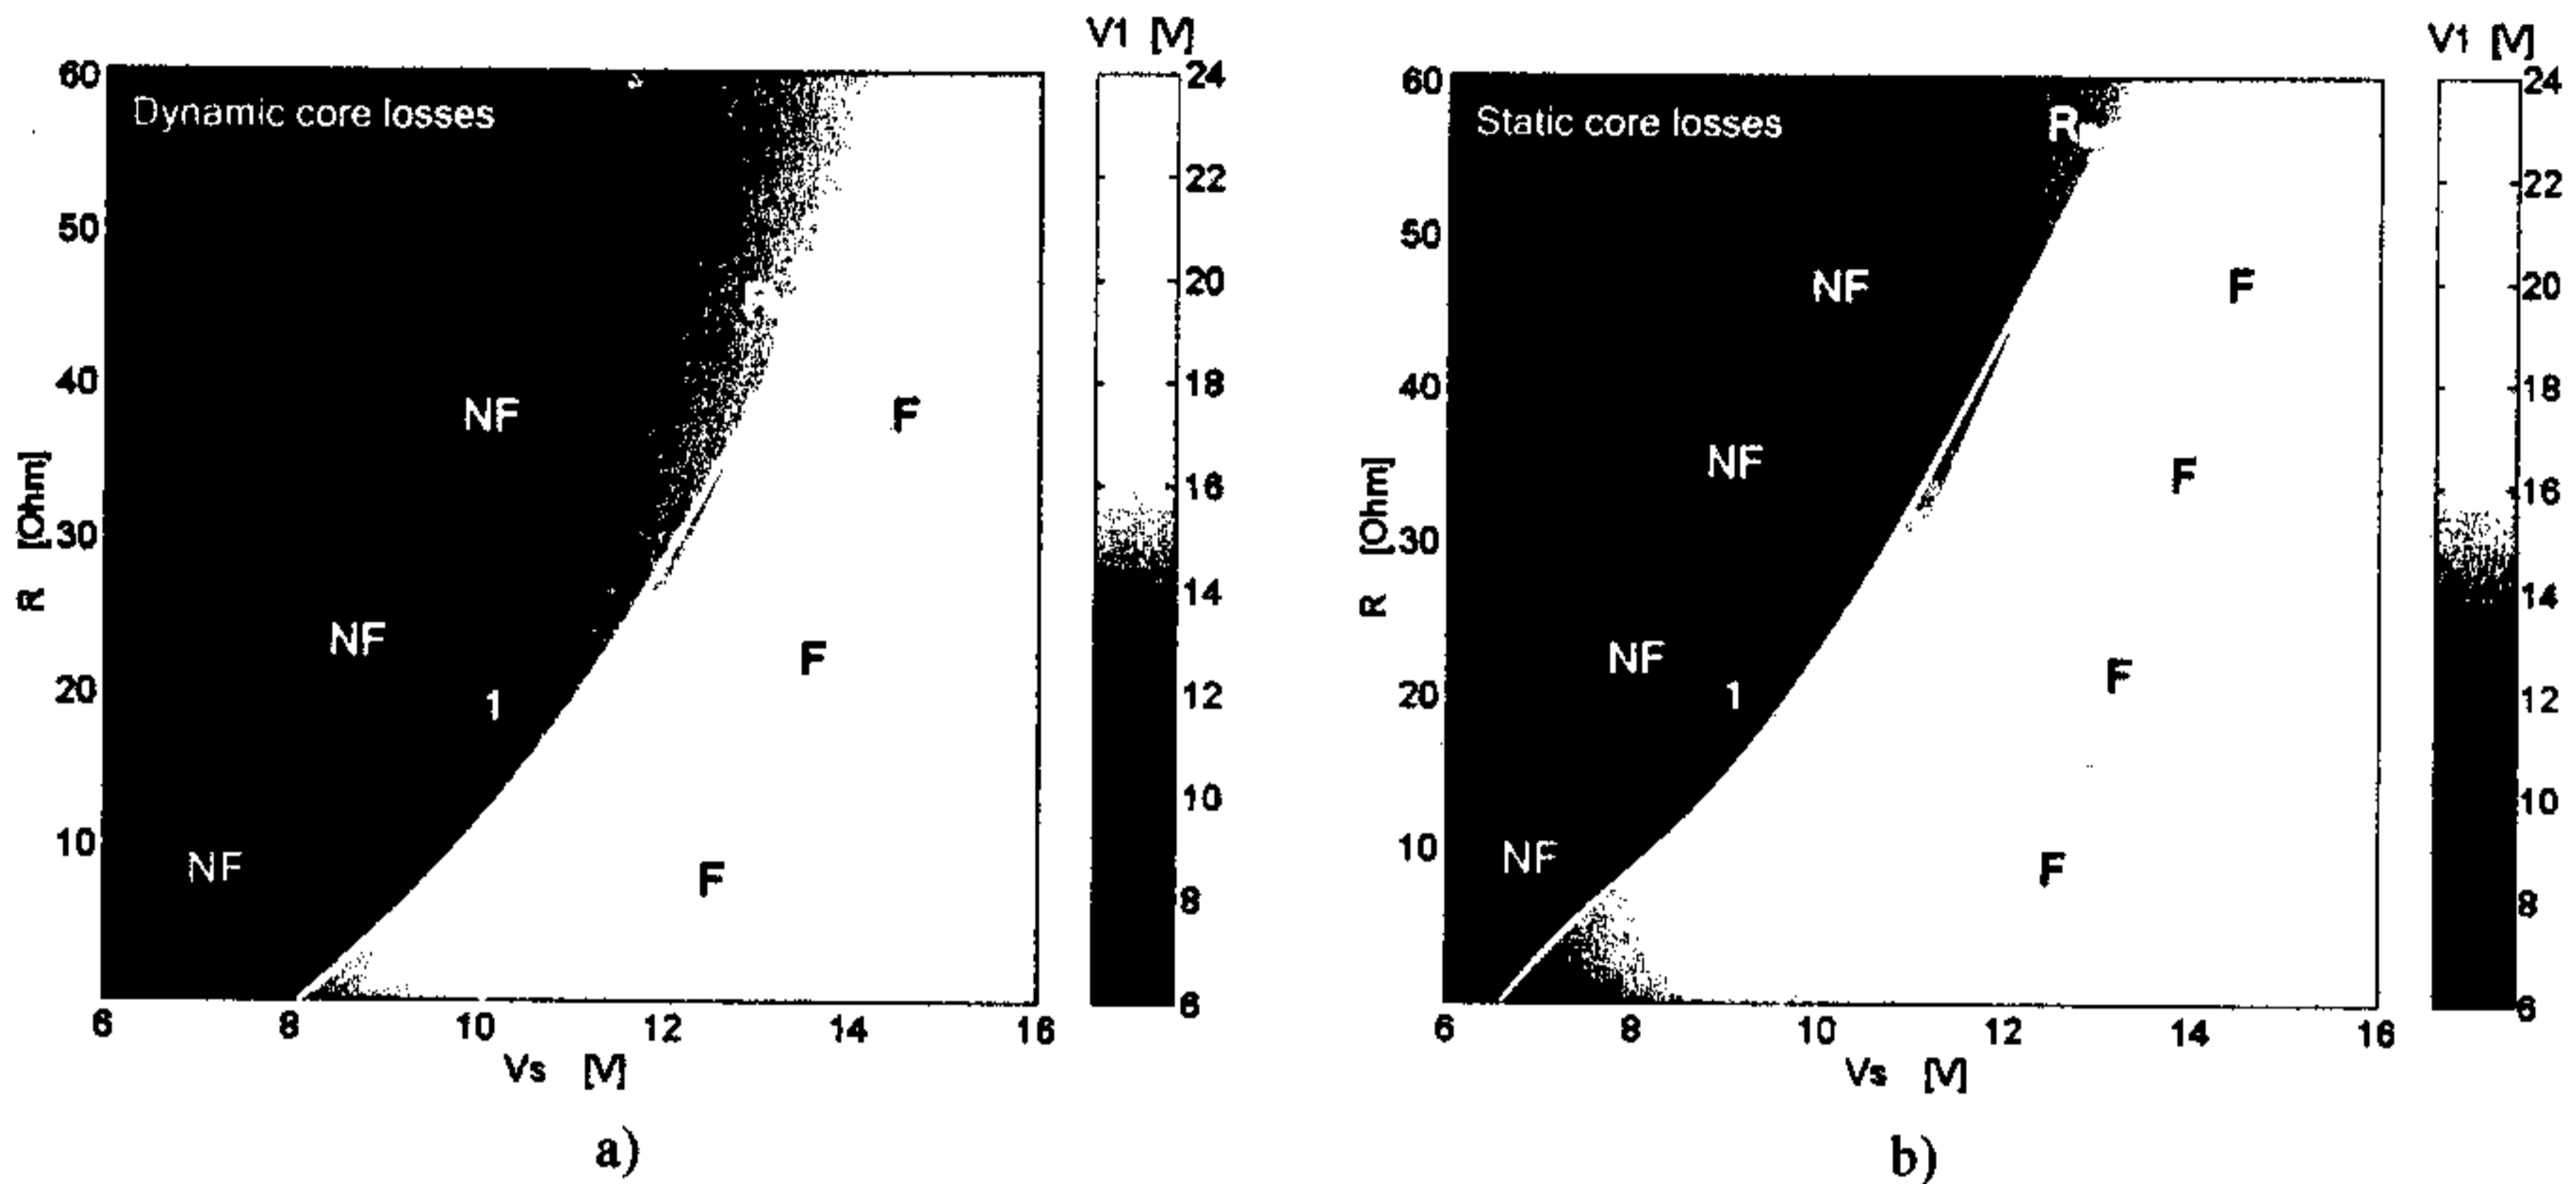 V1 [V]
Dynamic core losses
60
50
40
30
20
10
R [Ohm]
NF
NF
NF
1
F
F
F
6 8 10 12 14 16
Vs [V]
24
22
20
18
16
14
12
10
8
6
a)
V1 [V]
Static core losses
60
50
40
30
20
10
R [Ohm]
R
NF
NF
NF
NF
1
F
F
F
F
6 8 10 12 14 16
Vs [V]
24
22
20
18
16
14
12
10
8
6
b)